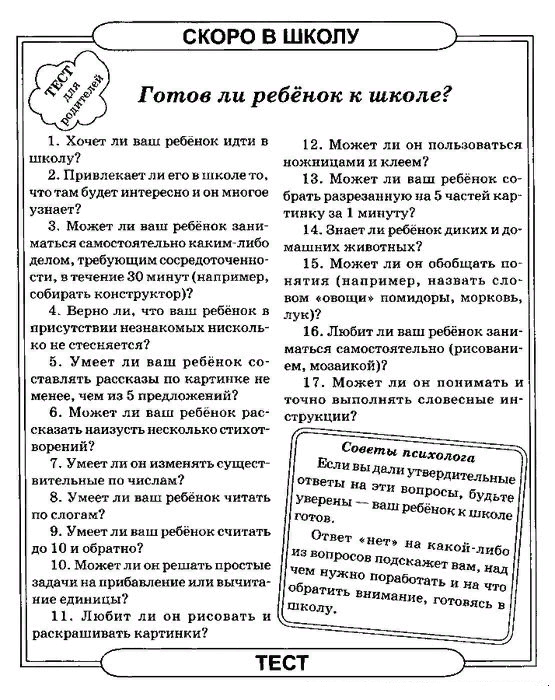 СКОРО В ШКОЛУ
ТЕСТ
для
родителей
Готов ли ребёнок к школе?
1. Хочет ли ваш ребёнок идти в
школу?
2. Привлекает ли его в школе то,
что там будет интересно и он многое
узнает?
3. Может ли ваш ребёнок зани-
маться самостоятельно каким-либо
делом, требующим сосредоточенно-
сти, в течение 30 минут (например,
собирать конструктор)?
4. Верно ли, что ваш ребёнок в
присутствии незнакомых нисколь-
ко не стесняется?
5. Умеет ли ваш ребёнок со-
ставлять рассказы по картинке не
менее, чем из 5 предложений?
6. Может ли ваш ребёнок рас-
сказать наизусть несколько стихот-
ворений?
7. Умеет ли он изменять сущест-
вительные по числам?
8. Умеет ли ваш ребёнок читать
по слогам?
9. Умеет ли ваш ребёнок считать
до 10 и обратно?
10. Может ли он решать простые
задачи на прибавление или вычита-
ние единицы?
11. Любит ли он рисовать и
раскрашивать картинки?
12. Может ли он пользоваться
ножницами и клеем?
13. Может ли ваш ребёнок со-
брать разрезанную на 5 частей кар-
тинку за 1 минуту?
14. Знает ли ребёнок диких и до-
машних животных?
15. Может ли он обобщать по-
нятия (например, назвать сло-
вом «овощи» помидоры, морковь,
лук)?
16. Любит ли ваш ребёнок зани-
маться самостоятельно (рисовани-
ем, мозаикой)?
17. Может ли он понимать и
точно выполнять словесные ин-
струкции?
Советы психолога
Если вы дали утвердительные
ответы на эти вопросы, будьте
уверены — ваш ребёнок к школе
готов.
Ответ «нет» на какой-либо
из вопросов подскажет вам, над
чем нужно поработать и на что
обратить внимание, готовясь в
школу.
ТЕСТ